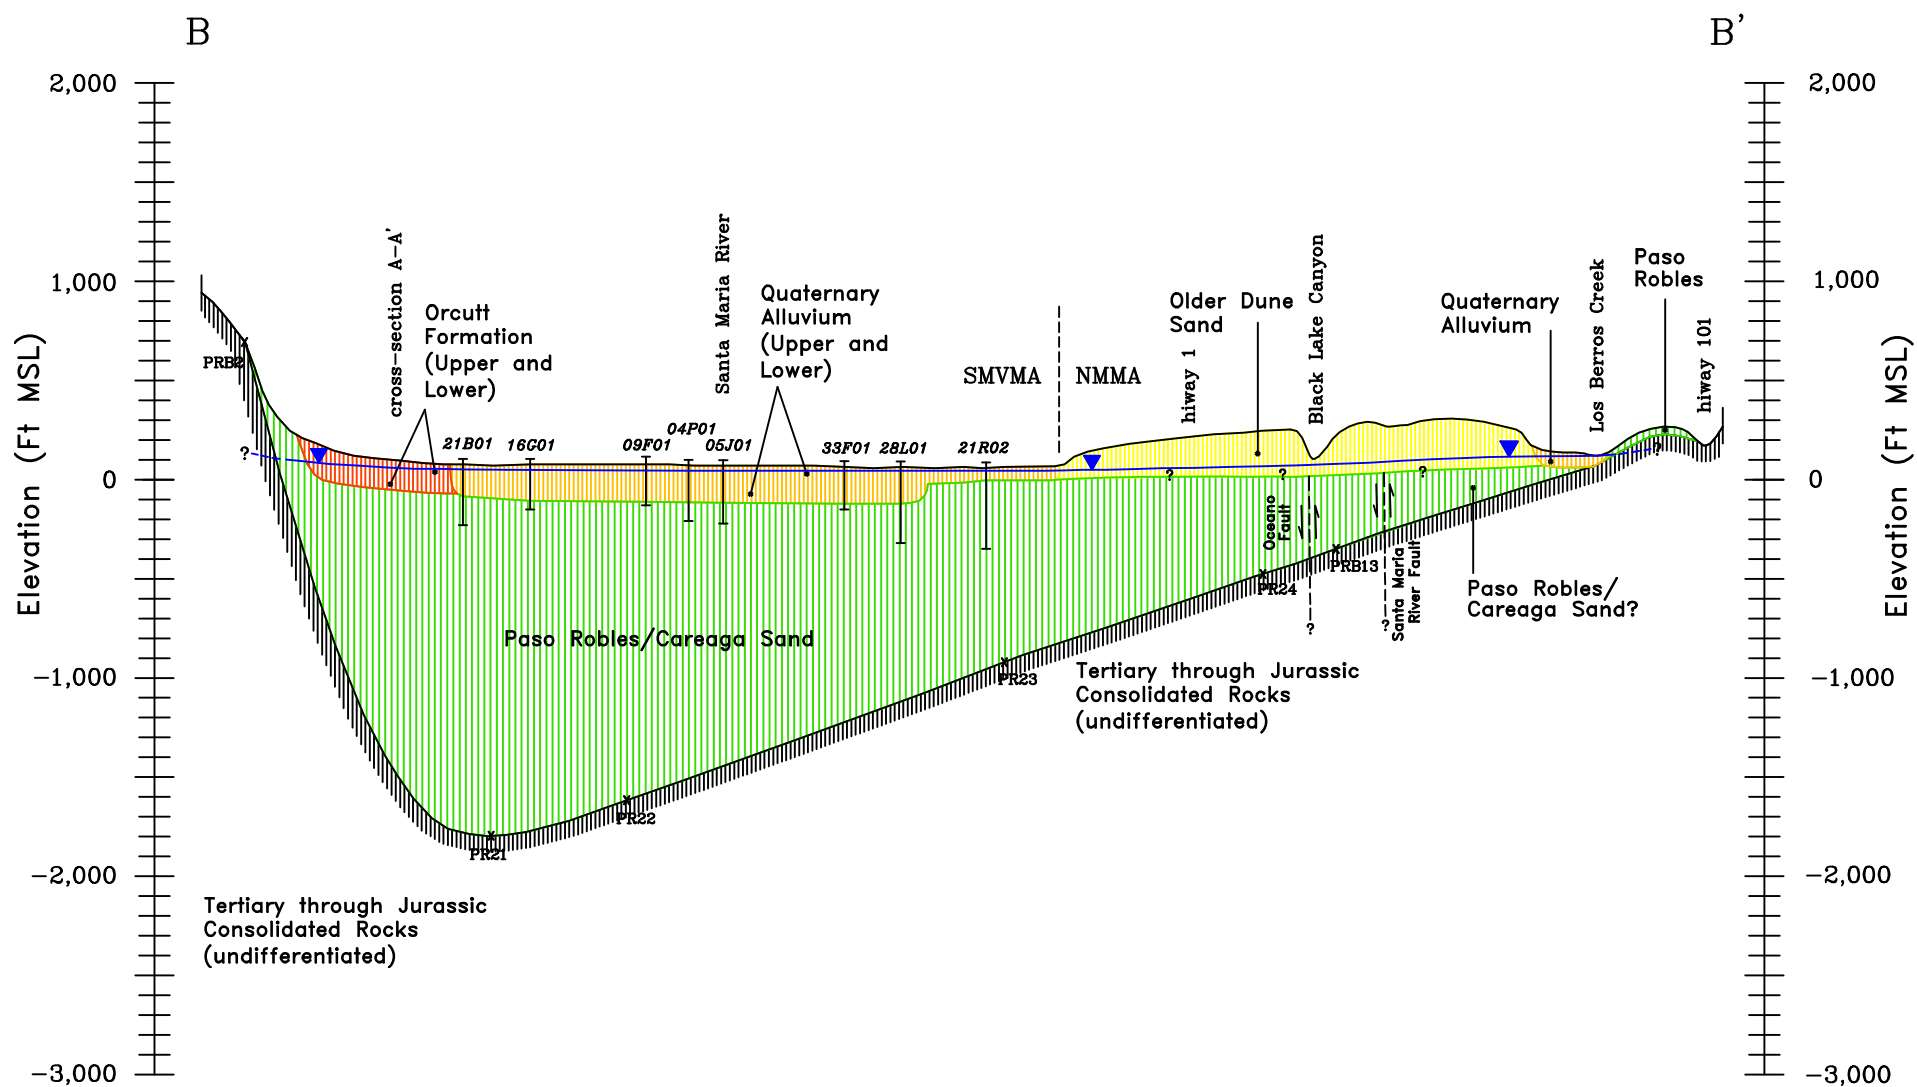 B
B'
2,000
1,000
0
−1,000
−2,000
−3,000
Elevation (Ft MSL)
2,000
1,000
0
−1,000
−2,000
−3,000
Elevation (Ft MSL)
PRB2
?
cross−section A−A'
Orcutt
Formation
(Upper and
Lower)
21B01
16G01
09F01
04P01
05J01
Santa Maria River
Quaternary
Alluvium
(Upper and
Lower)
33F01
28L01
21R02
SMVMA
NMMA
hiway 1
Older Dune
Sand
Black Lake Canyon
Quaternary
Alluvium
Los Berros Creek
Paso
Robles
hiway 101
?
?
?
?
Oceano
Fault
Santa Maria
River Fault
?
?
PRB13
PR24
PR23
PR22
PR21
Paso Robles/Careaga Sand
Paso Robles/
Careaga Sand?
Tertiary through Jurassic
Consolidated Rocks
(undifferentiated)
Tertiary through Jurassic
Consolidated Rocks
(undifferentiated)